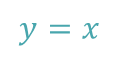 y = x